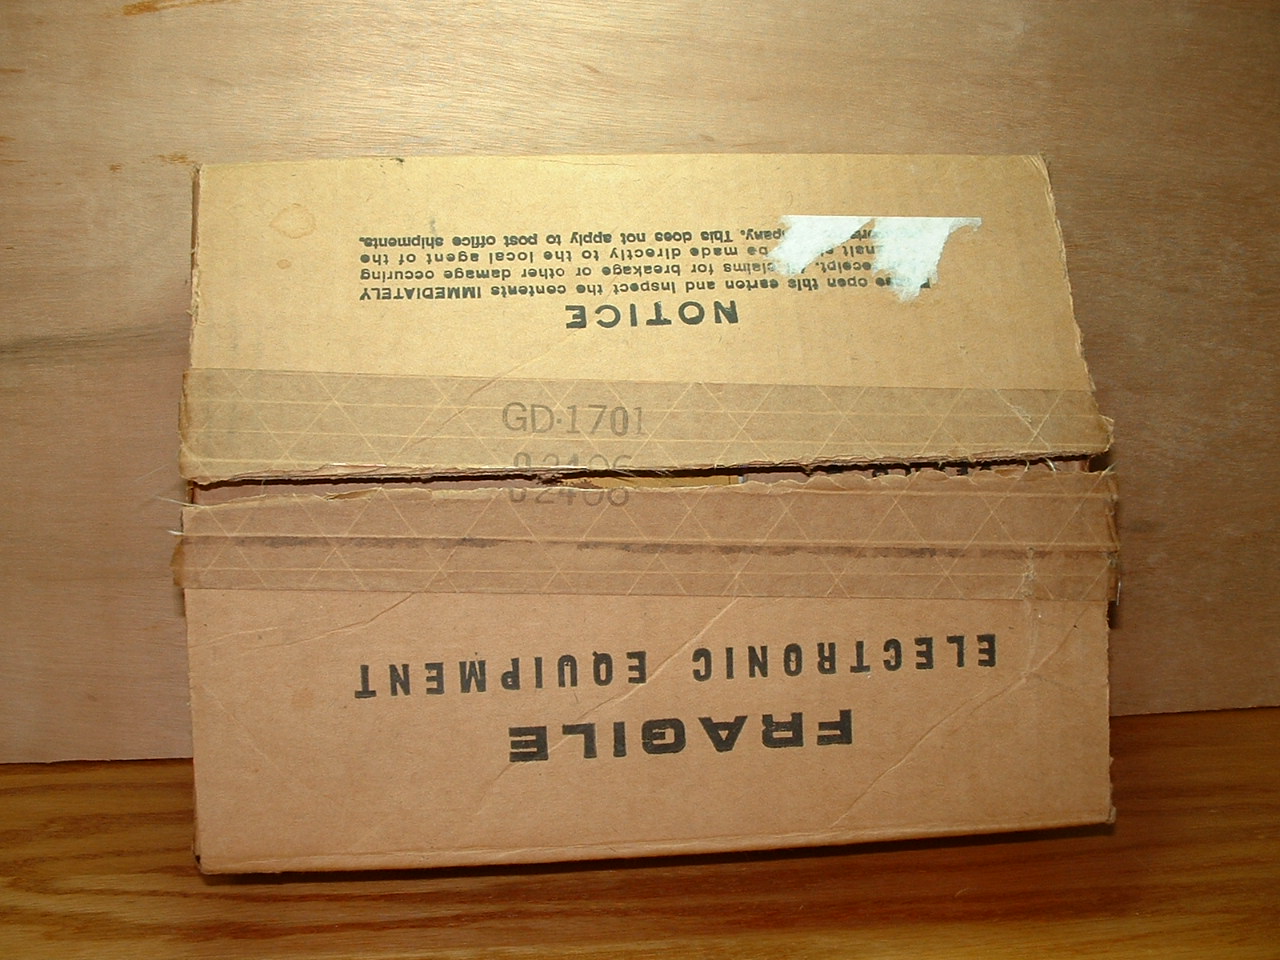 FRAGILE
ELECTRONIC EQUIPMENT
GD·1701
82406
NOTICE
open this carton and inspect the contents IMMEDIATELY
claims for breakage or other damage occuring
be made directly to the local agent of the
This does not apply to post office shipments.